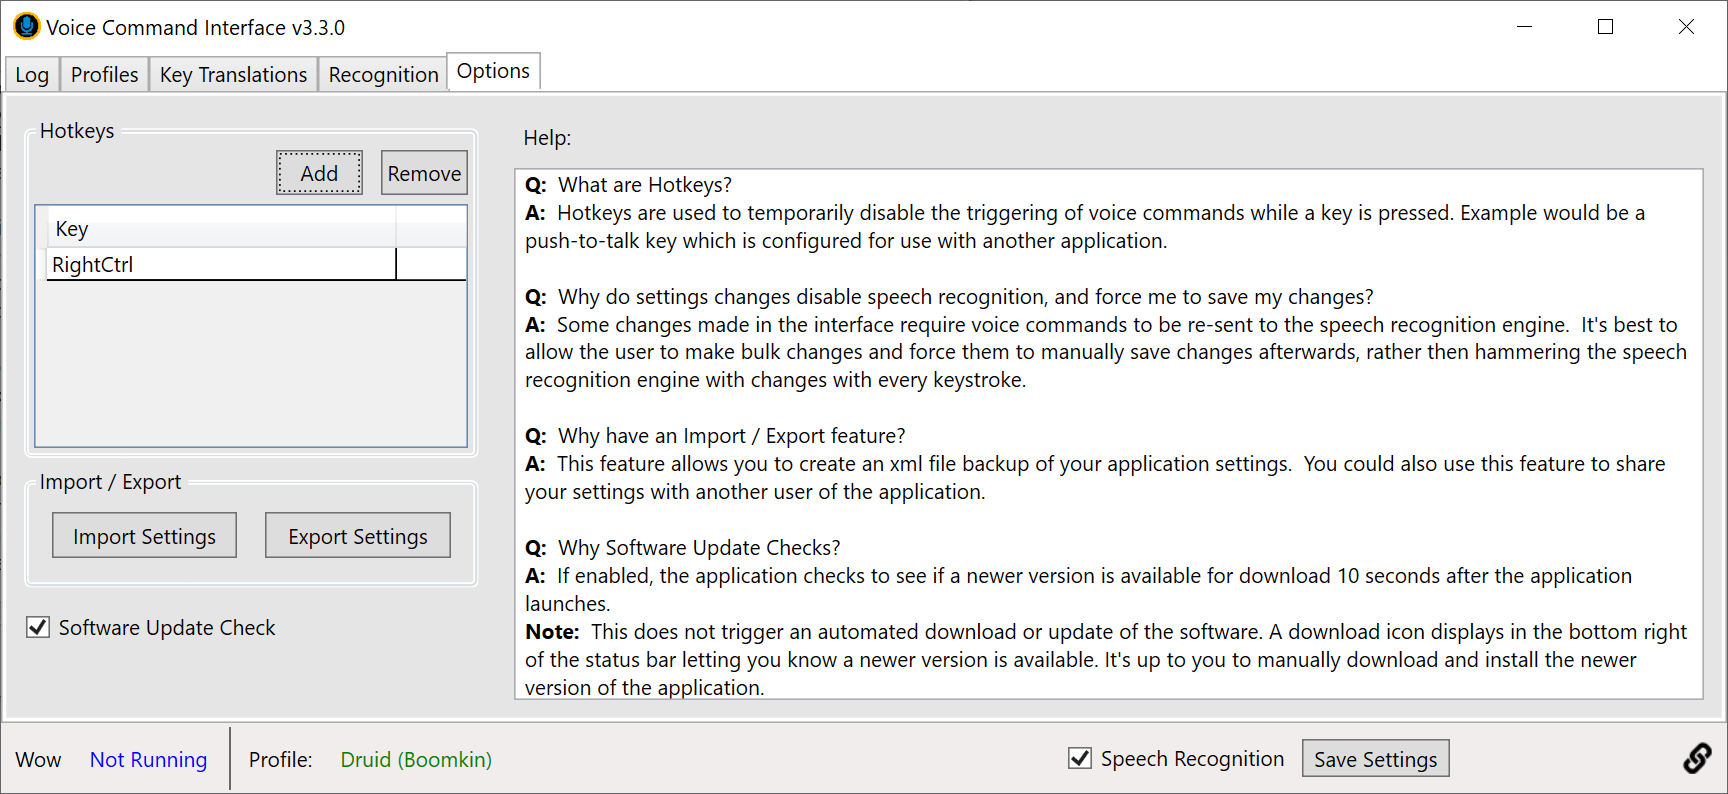 Voice Command Interface v3.3.0
Log Profiles Key Translations Recognition Options
Hotkeys
Add Remove
Key
RightCtrl
Import / Export
Import Settings Export Settings
Software Update Check
Help:
Q: What are Hotkeys?
A: Hotkeys are used to temporarily disable the triggering of voice commands while a key is pressed. Example would be a
push-to-talk key which is configured for use with another application.
Q: Why do settings changes disable speech recognition, and force me to save my changes?
A: Some changes made in the interface require voice commands to be re-sent to the speech recognition engine. It's best to
allow the user to make bulk changes and force them to manually save changes afterwards, rather then hammering the speech
recognition engine with changes with every keystroke.
Q: Why have an Import / Export feature?
A: This feature allows you to create an xml file backup of your application settings. You could also use this feature to share
your settings with another user of the application.
Q: Why Software Update Checks?
A: If enabled, the application checks to see if a newer version is available for download 10 seconds after the application
launches.
Note: This does not trigger an automated download or update of the software. A download icon displays in the bottom right
of the status bar letting you know a newer version is available. It's up to you to manually download and install the newer
version of the application.
Wow Not Running Profile: Druid (Boomkin) Speech Recognition Save Settings